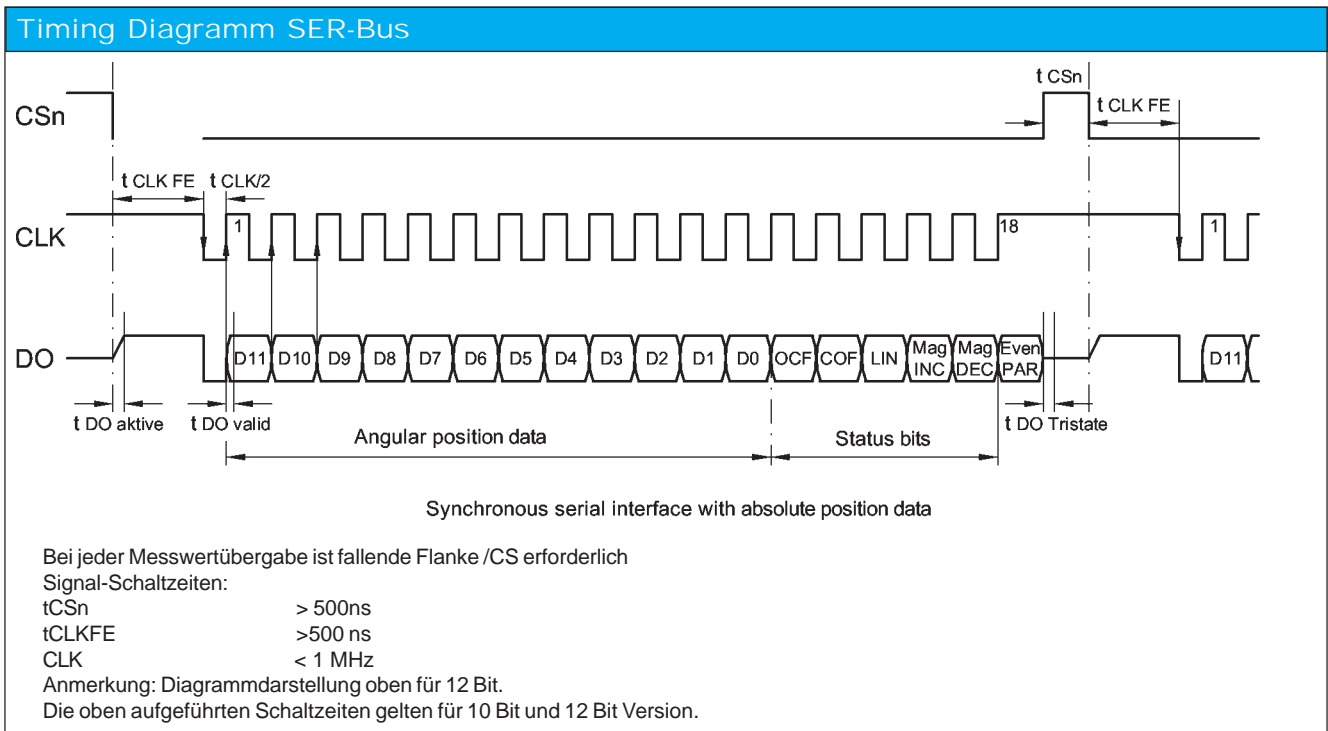 Timing Diagramm SER-Bus
t CSn
CSn
t CLK FE
t CLK FE t CLK/2
CLK
1
18
1
DO
D11 D10 D9 D8 D7 D6 D5 D4 D3 D2 D1 D0 OCF COF LIN Mag INC Mag DEC Even PAR D11
t DO aktive
t DO valid
t DO Tristate
Angular position data
Status bits
Synchronous serial interface with absolute position data
Bei jeder Messwertübergabe ist fallende Flanke /CS erforderlich
Signal-Schaltzeiten:
tCSn > 500ns
tCLKFE >500 ns
CLK < 1 MHz
Anmerkung: Diagrammdarstellung oben für 12 Bit.
Die oben aufgeführten Schaltzeiten gelten für 10 Bit und 12 Bit Version.